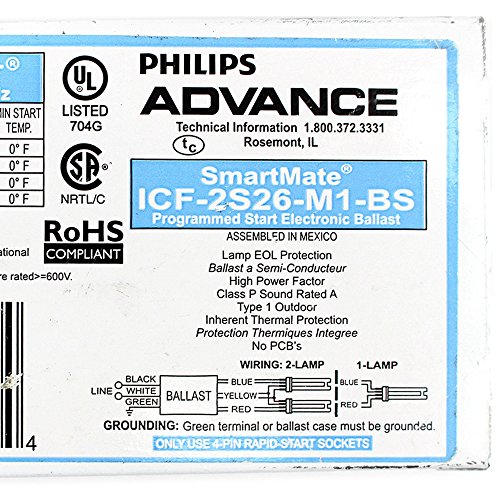 L.®
z
MIN START
TEMP.
0° F
0° F
0° F
0° F
UL
LISTED
704G
SA
NRTL/C
RoHS
COMPLIANT
national
re rated>=600V.
4
PHILIPS
ADVANCE
Technical Information 1.800.372.3331
tc
Rosemont, IL
SmartMate®
ICF-2S26-M1-BS
Programmed Start Electronic Ballast
ASSEMBLED IN MEXICO
Lamp EOL Protection
Ballast a Semi-Conducteur
High Power Factor
Class P Sound Rated A
Type 1 Outdoor
Inherent Thermal Protection
Protection Thermiques Integree
No PCB's
WIRING: 2-LAMP
1-LAMP
LINE
BLACK
WHITE
GREEN
BALLAST
BLUE
YELLOW
RED
BLUE
RED
GROUNDING: Green terminal or ballast case must be grounded.
ONLY USE 4-PIN RAPID-START SOCKETS